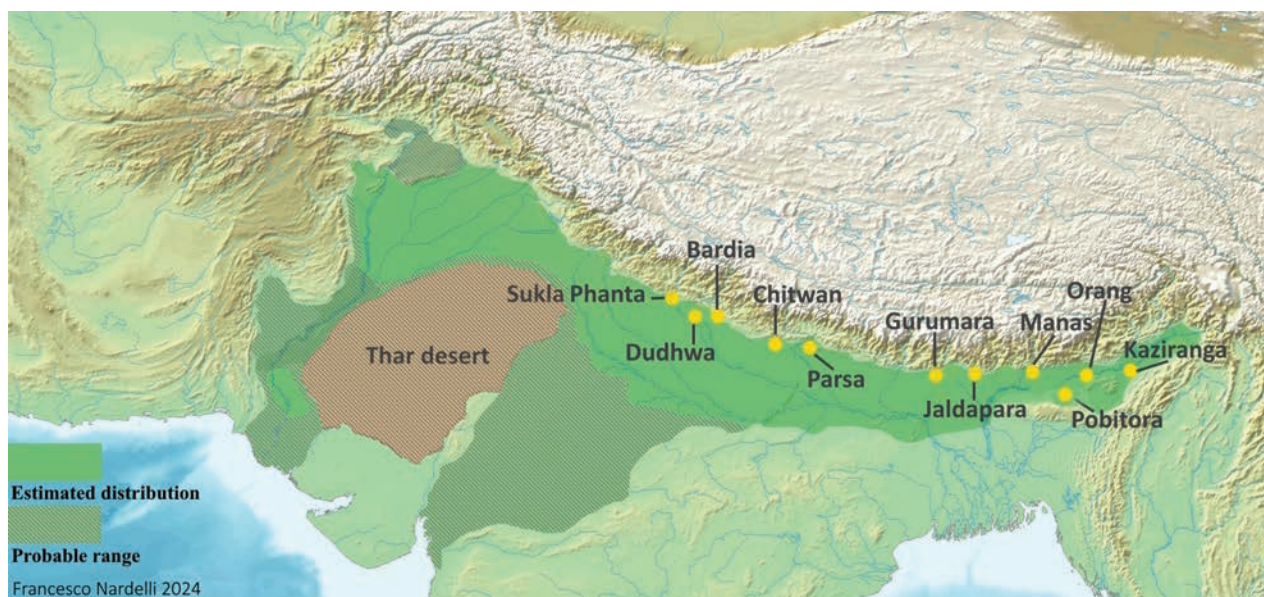 Bardia
Sukla Phanta
Chitwan
Orang
Gurumara
Manas
Dudhwa
Thar desert
Kaziranga
Parsa
Jaldapara
Pobitora
Estimated distribution
Probable range
Francesco Nardelli 2024